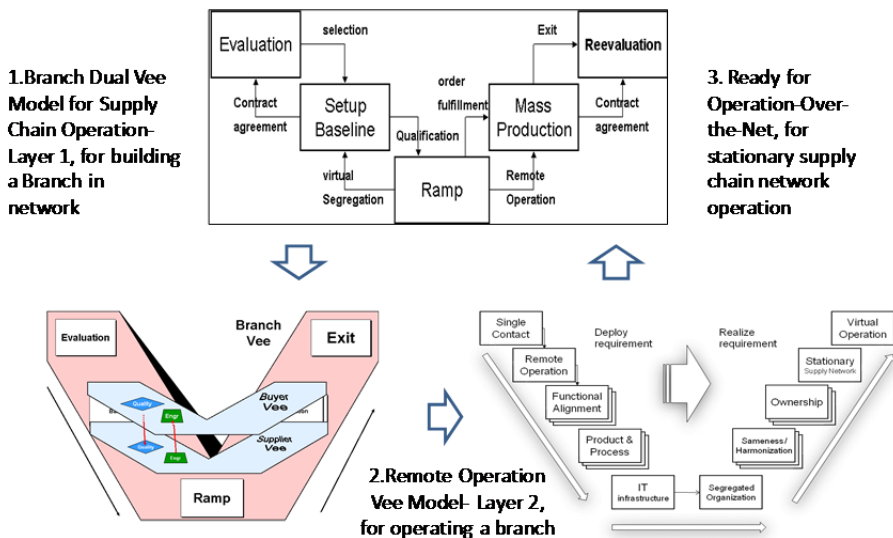 1.Branch Dual Vee
Model for Supply
Chain Operation-
Layer 1, for building
a Branch in
network
Evaluation
selection
Exit
Reevaluation
Contract
agreement
Setup
Baseline
order
fulfillment
Mass
Production
Contract
agreement
Qualification
virtual
Segregation
Ramp
Remote
Operation
3. Ready for
Operation-Over-
the-Net, for
stationary supply
chain network
operation
Evaluation
Branch
Vee
Exit
Buyer
Vee
Quality
Engr
Supplier
Vee
Quality
Engr
Ramp
2.Remote Operation
Vee Model- Layer 2,
for operating a branch
Single
Contact
Deploy
requirement
Realize
requirement
Virtual
Operation
Remote
Operation
Stationary
Supply Network
Functional
Alignment
Ownership
Product &
Process
Sameness/
Harmonization
IT
infrastructure
Segregated
Organization